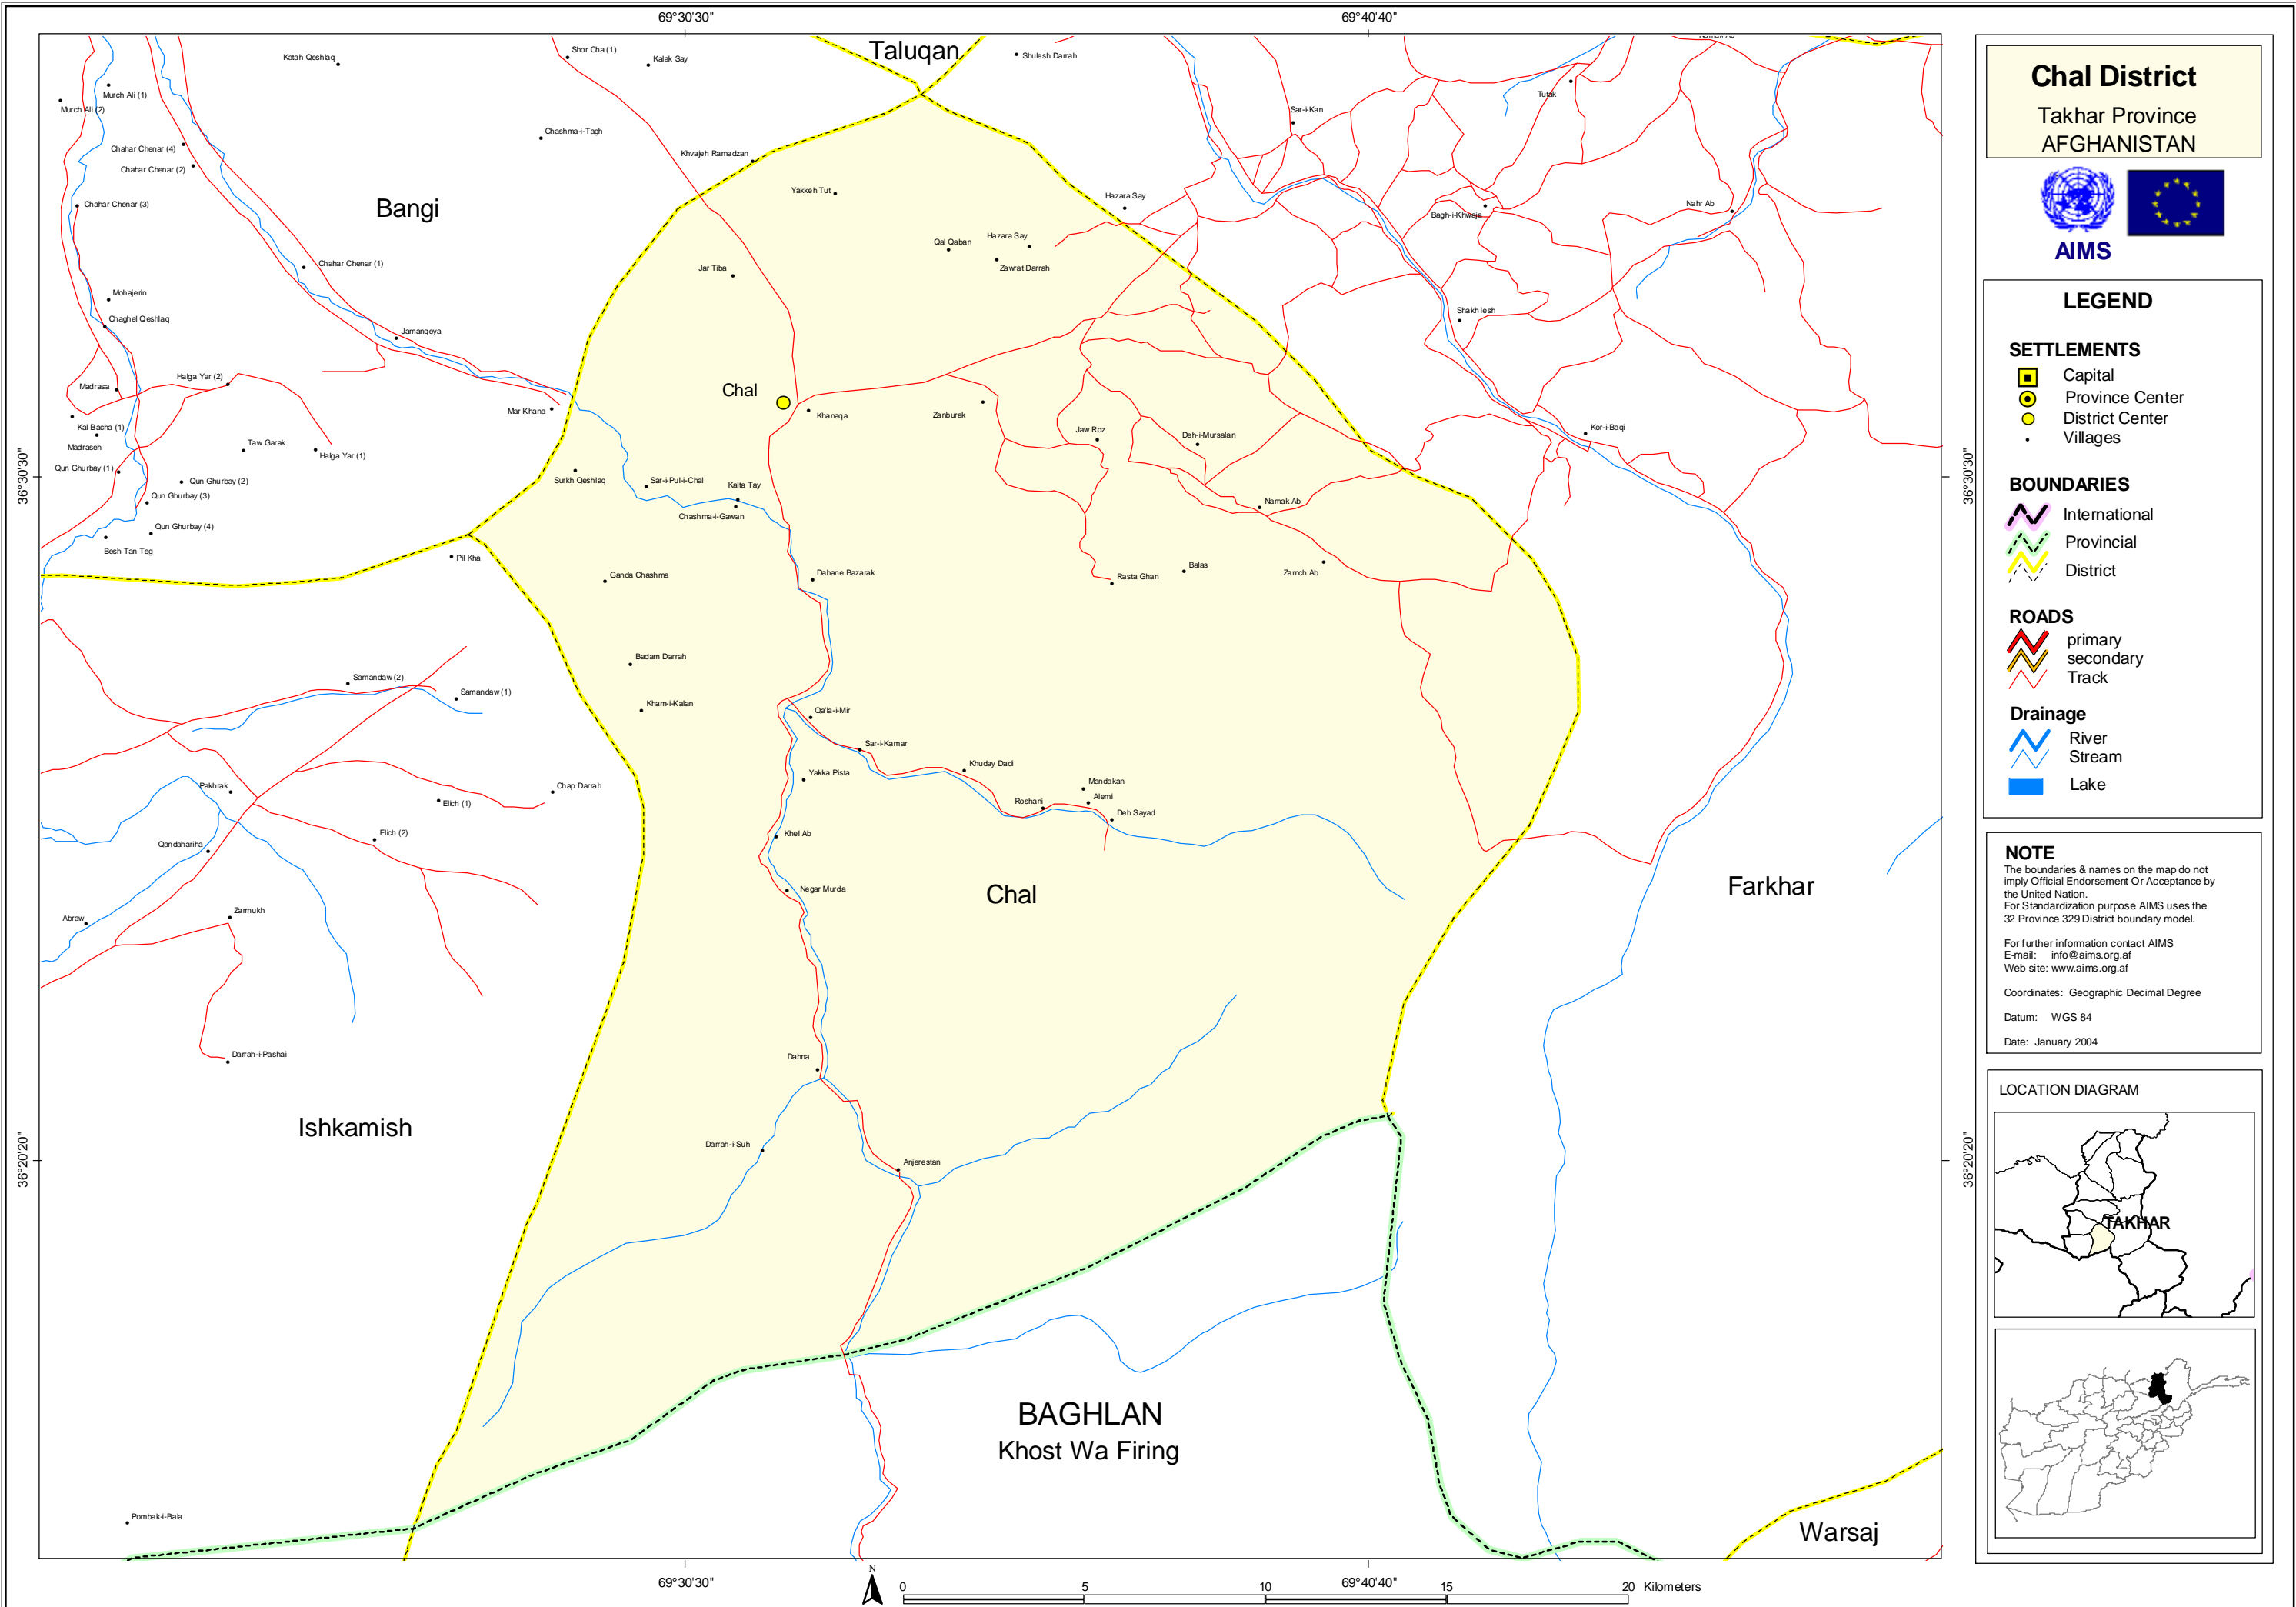 69°30'30"
69°40'40"
Taluqan
Shor Cha (1)
Kalak Say
Katah Qeshlaq
Shulesh Darrah
Murch Ali (1)
Murch Ali (2)
Tutak
Sar-i-Kan
Chashma-i-Tagh
Chahar Chenar (4)
Chahar Chenar (2)
Khvajeh Ramadzan
Yakkeh Tut
Hazara Say
Chahar Chenar (3)
Bangi
Bagh-i-Khwaja
Nahr Ab
Qal Qaban
Hazara Say
Zawrat Darrah
Chahar Chenar (1)
Jar Tiba
Mohajerin
Chaghel Qeshlaq
Shakh lesh
Jamanqeya
Madrasa
Halga Yar (2)
Chal
Mar Khana
Khanaqa
Zanburak
Kal Bacha (1)
Madraseh
Taw Garak
Halga Yar (1)
Jaw Roz
Deh-i-Mursalan
Kor-i-Baqi
Qun Ghurbay (1)
Qun Ghurbay (2)
Qun Ghurbay (3)
Qun Ghurbay (4)
Besh Tan Teg
Surkh Qeshlaq
Sar-i-Pul-i-Chal
Kalta Tay
Chashma-i-Gawan
Namak Ab
36°30'30"
36°30'30"
Pil Kha
Ganda Chashma
Dahane Bazarak
Rasta Ghan
Balas
Zamch Ab
Badam Darrah
Samandaw (2)
Samandaw (1)
Kham-i-Kalan
Qa'la-i-Mir
Sar-i-Kamar
Khuday Dadi
Yakka Pista
Mandakan
Alemi
Roshani
Deh Sayad
Pakhrak
Elich (1)
Chap Darrah
Elich (2)
Qandahariha
Khel Ab
Negar Murda
Chal
Farkhar
Abraw
Zarmukh
Darrah-i-Pashai
Dahna
Ishkamish
Darrah-i-Suh
Anjerestan
36°20'20"
36°20'20"
BAGHLAN
Khost Wa Firing
Pombak-i-Bala
Warsaj
69°30'30"
69°40'40"
N
0 5 10 15 20 Kilometers
Chal District
Takhar Province
AFGHANISTAN
AIMS
LEGEND
SETTLEMENTS
Capital
Province Center
District Center
Villages
BOUNDARIES
International
Provincial
District
ROADS
primary
secondary
Track
Drainage
River
Stream
Lake
NOTE
The boundaries & names on the map do not
imply Official Endorsement Or Acceptance by
the United Nation.
For Standardization purpose AIMS uses the
32 Province 329 District boundary model.
For further information contact AIMS
E-mail: info@aims.org.af
Web site: www.aims.org.af
Coordinates: Geographic Decimal Degree
Datum: WGS 84
Date: January 2004
LOCATION DIAGRAM
TAKHAR